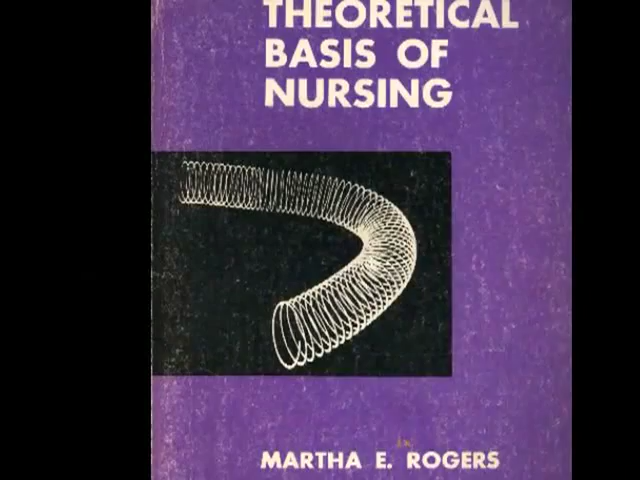 THEORETICAL
BASIS OF
NURSING
MARTHA E. ROGERS